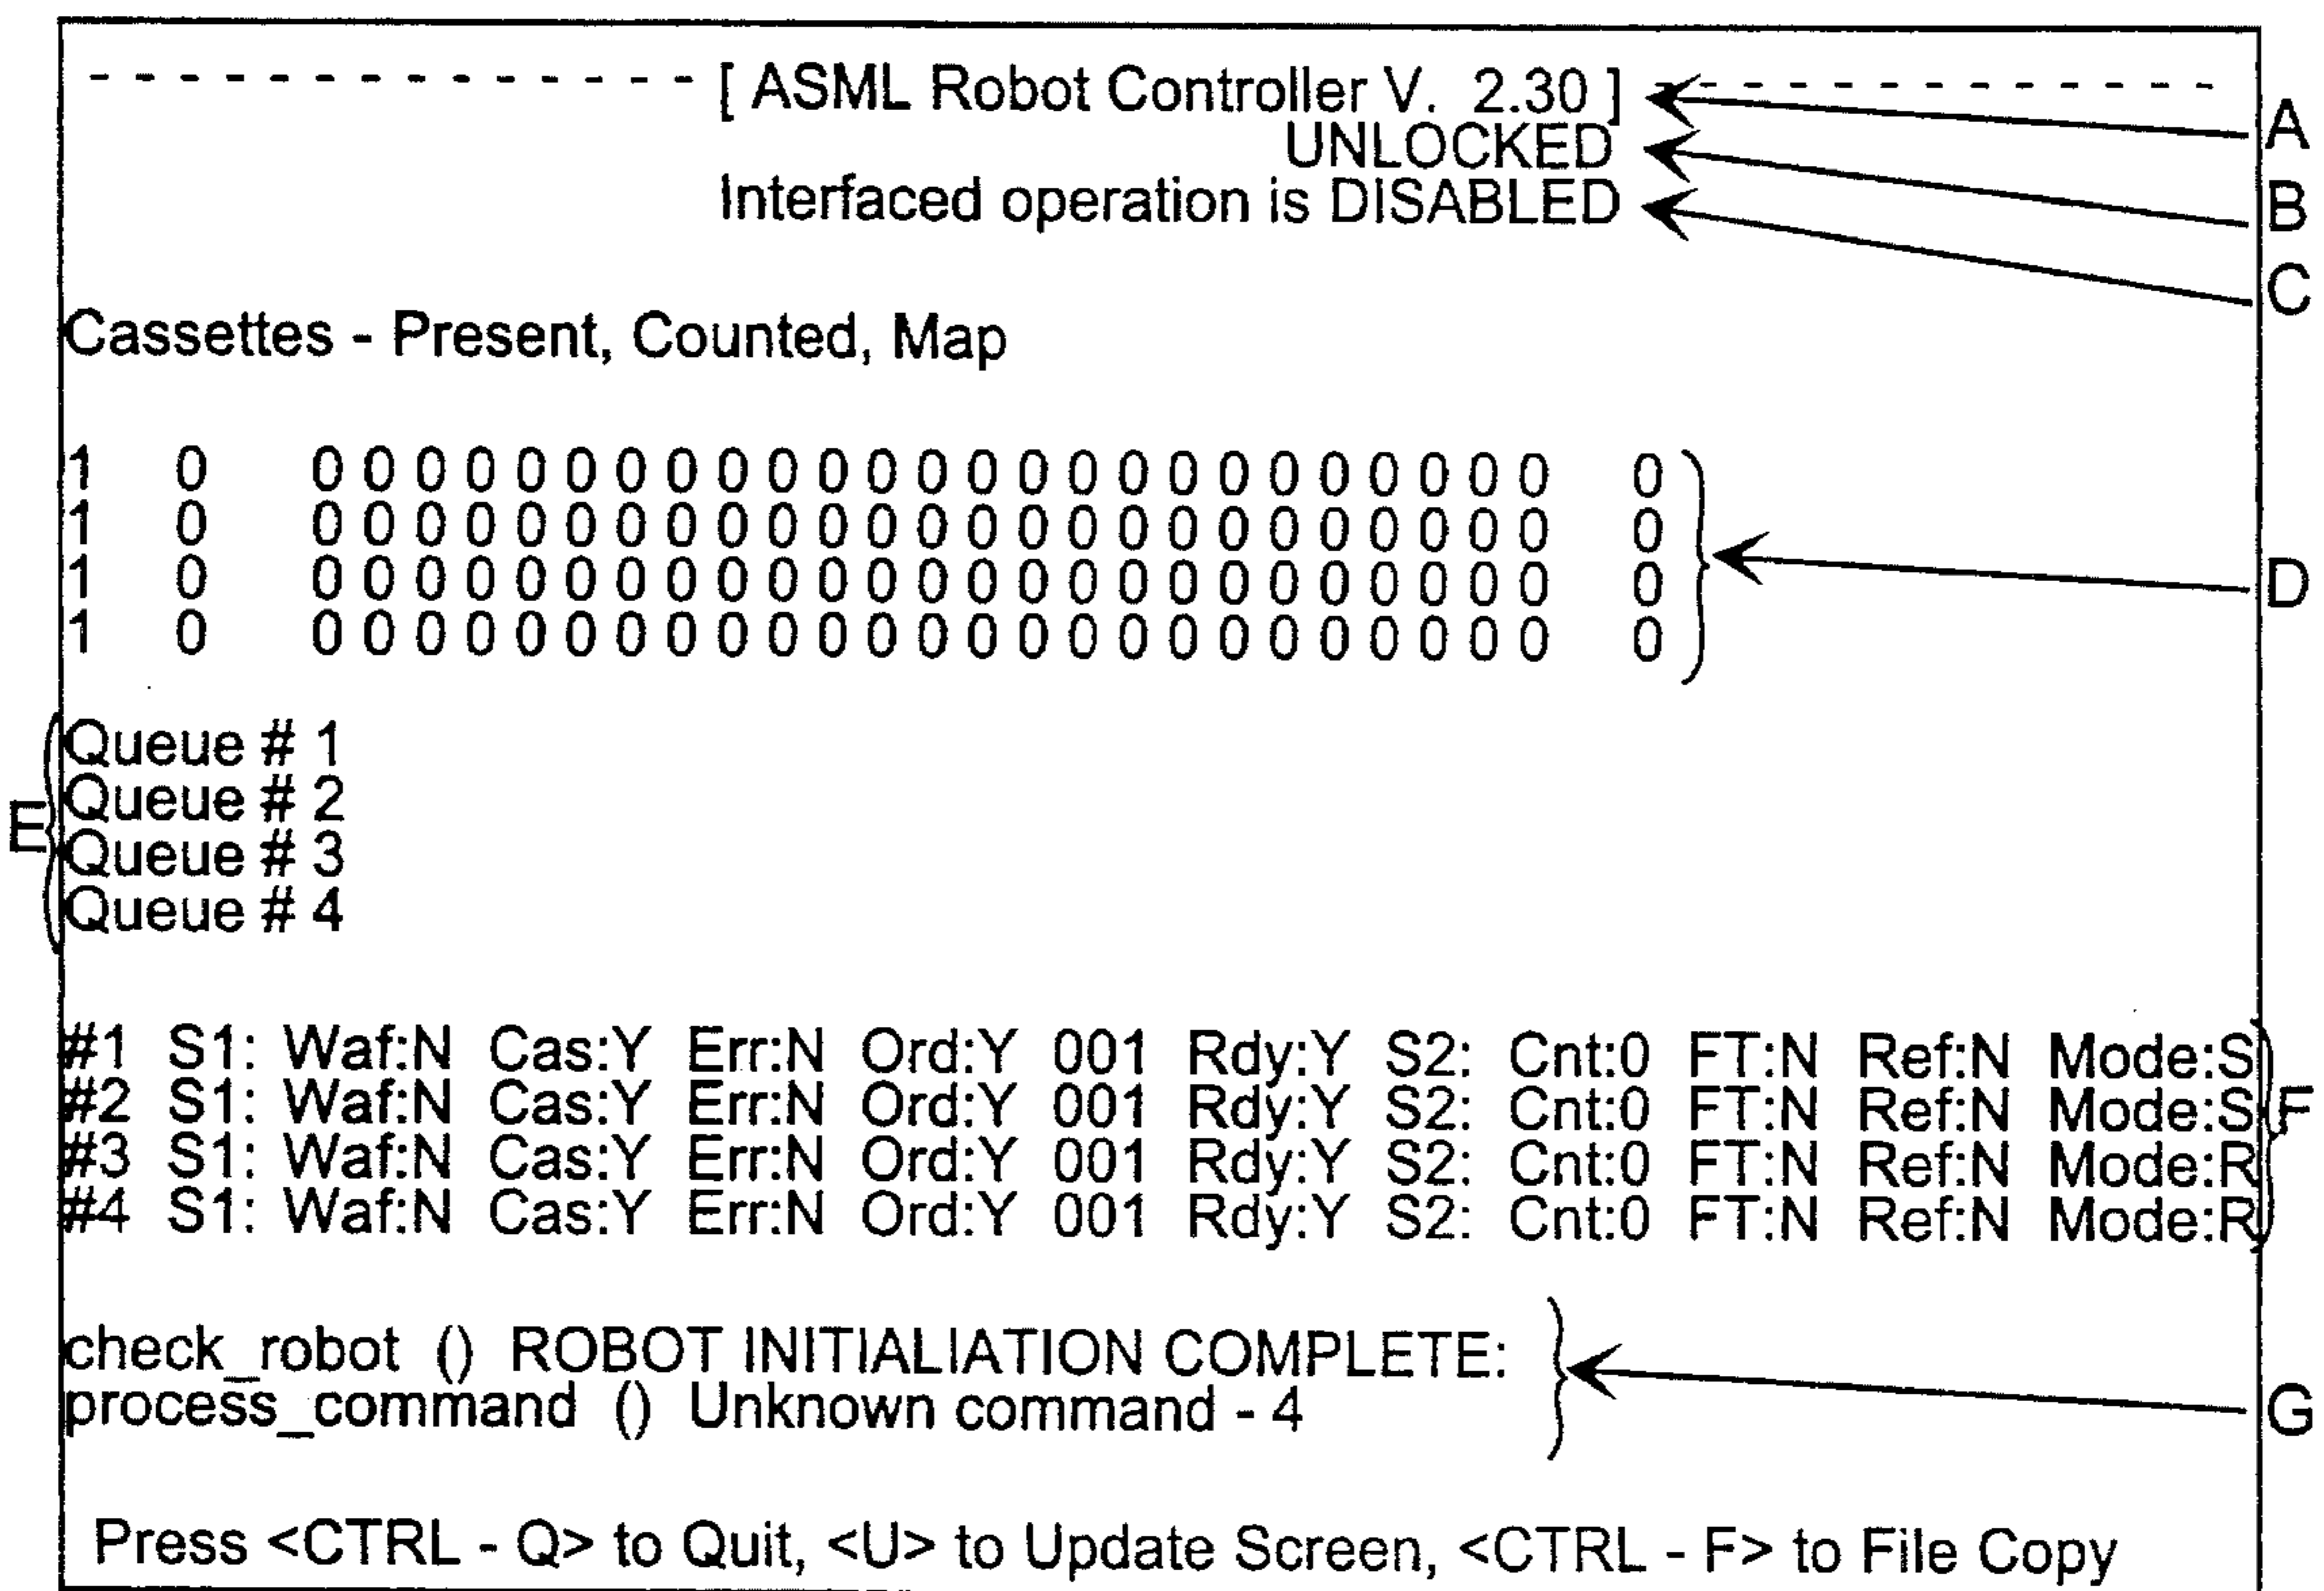 - - - - - - - - - - - - - - - [ ASML Robot Controller V. 2.30 ] - - - - - - - - - - - - - A
UNLOCKED B
Interfaced operation is DISABLED C
Cassettes - Present, Counted, Map
1 0 0 0 0 0 0 0 0 0 0 0 0 0 0 0 0 0 0 0 0 0 0 0 0 0 0 0
1 0 0 0 0 0 0 0 0 0 0 0 0 0 0 0 0 0 0 0 0 0 0 0 0 0 0 0
1 0 0 0 0 0 0 0 0 0 0 0 0 0 0 0 0 0 0 0 0 0 0 0 0 0 0 0 D
1 0 0 0 0 0 0 0 0 0 0 0 0 0 0 0 0 0 0 0 0 0 0 0 0 0 0 0
Queue # 1
Queue # 2
E
Queue # 3
Queue # 4
#1 S1: Waf:N Cas:Y Err:N Ord:Y 001 Rdy:Y S2: Cnt:0 FT:N Ref:N Mode:S
#2 S1: Waf:N Cas:Y Err:N Ord:Y 001 Rdy:Y S2: Cnt:0 FT:N Ref:N Mode:S F
#3 S1: Waf:N Cas:Y Err:N Ord:Y 001 Rdy:Y S2: Cnt:0 FT:N Ref:N Mode:R
#4 S1: Waf:N Cas:Y Err:N Ord:Y 001 Rdy:Y S2: Cnt:0 FT:N Ref:N Mode:R
check_robot () ROBOT INITIALIATION COMPLETE:
process_command () Unknown command - 4 G
Press <CTRL - Q> to Quit, <U> to Update Screen, <CTRL - F> to File Copy